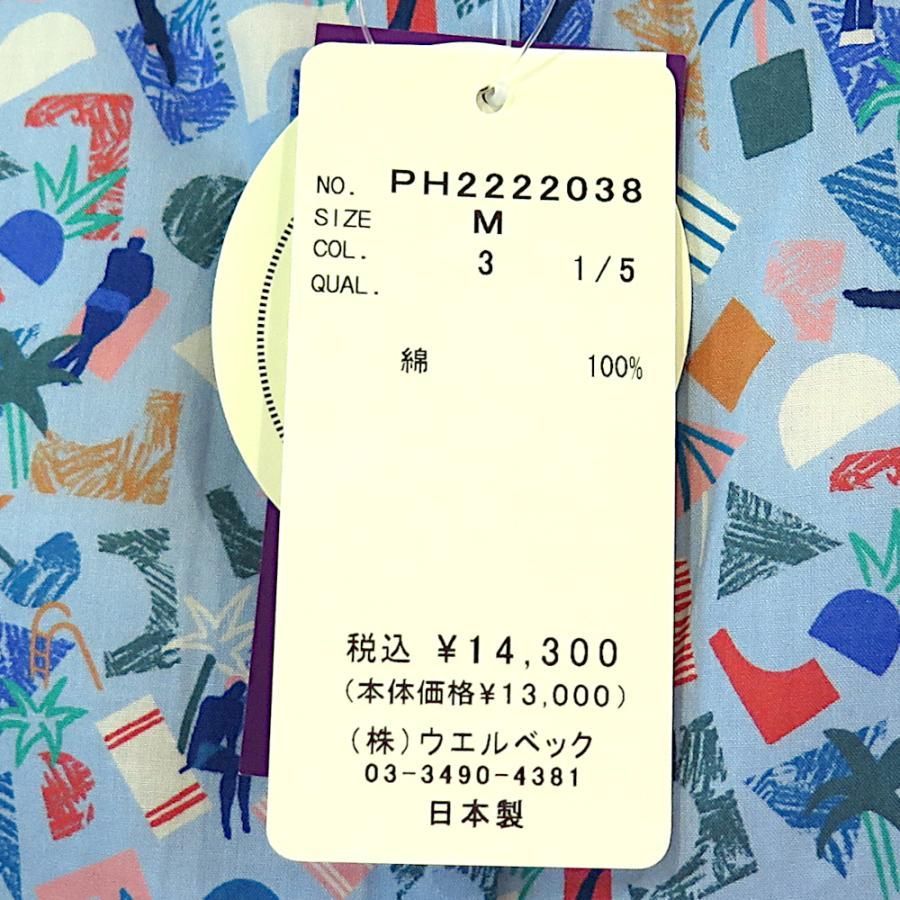 NO. PH2222038
SIZE M
COL. 3 1/5
QUAL.
綿 100%
税込 ¥14,300
(本体価格¥13,000)
(株)ウエルベック
03-3490-4381
日本製